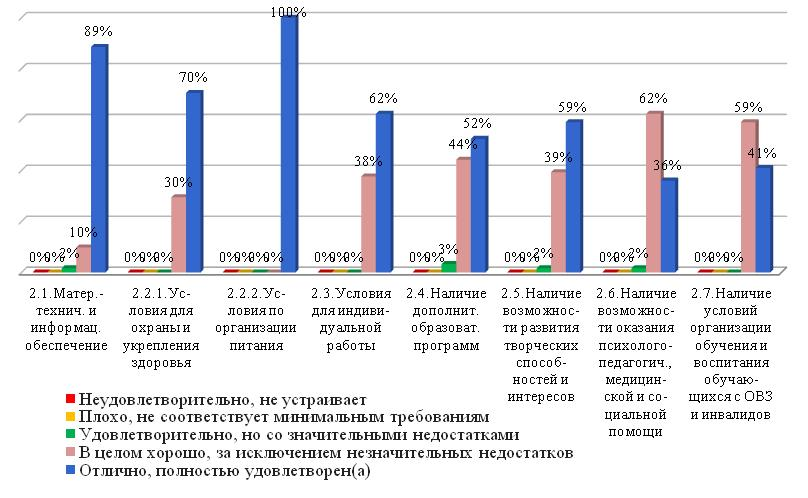 89%
10%
0%
0%
2%
70%
30%
0%
0%
0%
100%
0%
0%
0%
0%
62%
38%
0%
0%
0%
52%
44%
0%
0%
3%
59%
39%
0%
0%
2%
62%
36%
0%
0%
2%
59%
41%
0%
0%
0%
2.1.Матер.-
технич. и
информац.
обеспечение
2.2.1.Ус-
ловия для
охраны и
укрепления
здоровья
2.2.2.Ус-
ловия по
организации
питания
2.3.Условия
для индиви-
дуальной
работы
2.4.Наличие
дополнит.
образоват.
программ
2.5.Наличие
возможнос-
ти развития
творческих
способ-
ностей и
интересов
2.6.Наличие
возможнос-
ти оказания
психолого-
педагогич.,
медицин-
ской и со-
циальной
помощи
2.7.Наличие
условий
организации
обучения и
воспитания
обучаю-
щихся с ОВЗ
и инвалидов
Неудовлетворительно, не устраивает
Плохо, не соответствует минимальным требованиям
Удовлетворительно, но со значительными недостатками
В целом хорошо, за исключением незначительных недостатков
Отлично, полностью удовлетворен(а)